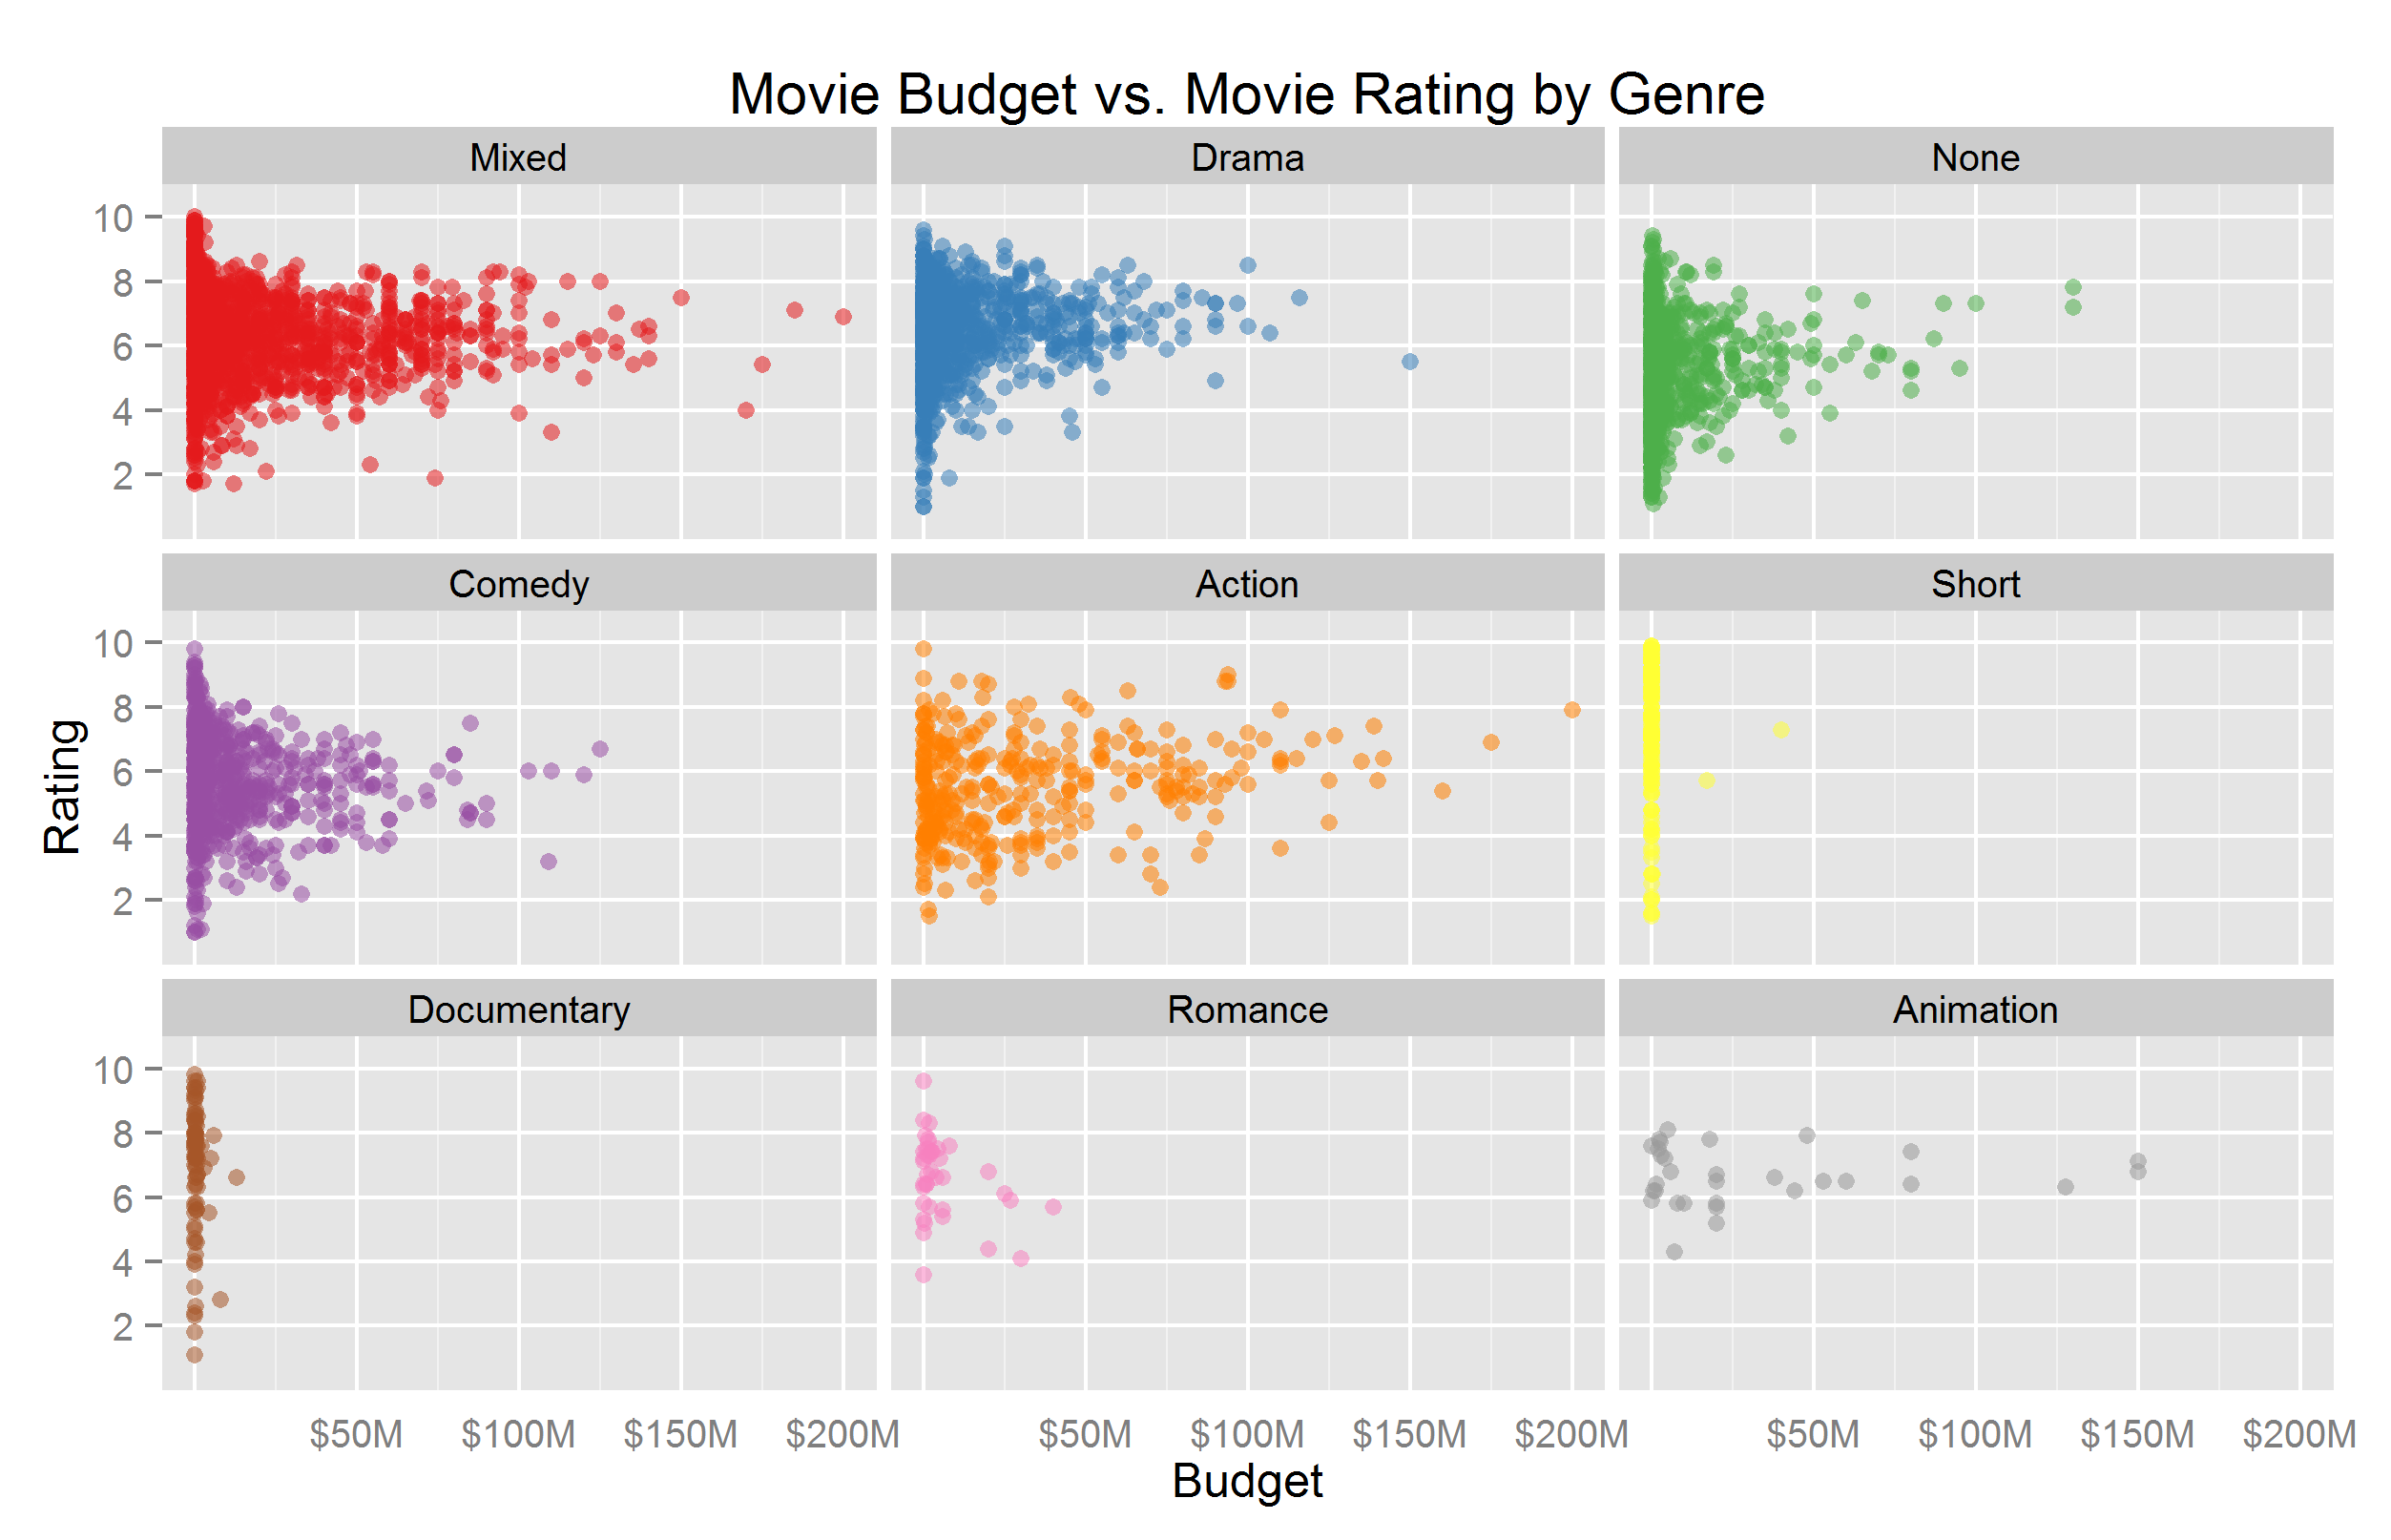 Movie Budget vs. Movie Rating by Genre
Mixed Drama None
10
8
6
4
2
Comedy Action Short
10
8
6
4
2
Rating
Documentary Romance Animation
10
8
6
4
2
$50M $100M $150M $200M $50M $100M $150M $200M $50M $100M $150M $200M
Budget